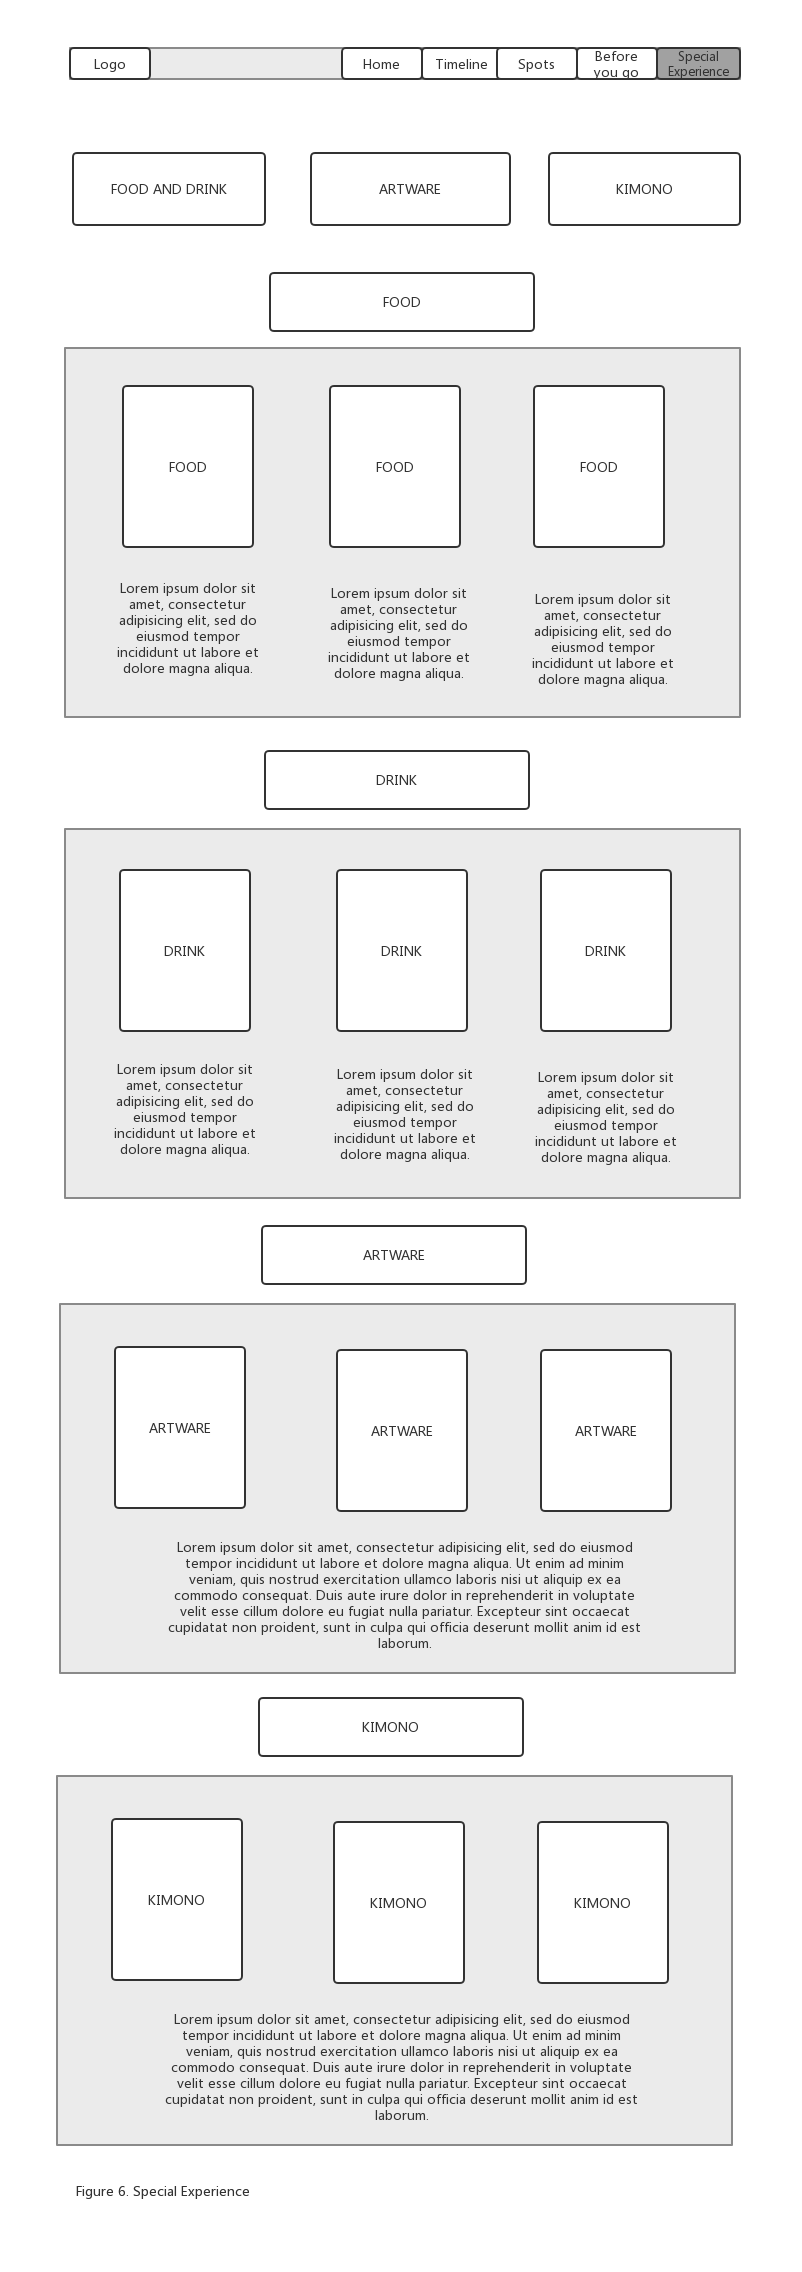 Logo
Home
Timeline
Spots
Before
you go
Special
Experience
FOOD AND DRINK
ARTWARE
KIMONO
FOOD
FOOD
FOOD
FOOD
Lorem ipsum dolor sit
amet, consectetur
adipisicing elit, sed do
eiusmod tempor
incididunt ut labore et
dolore magna aliqua.
Lorem ipsum dolor sit
amet, consectetur
adipisicing elit, sed do
eiusmod tempor
incididunt ut labore et
dolore magna aliqua.
Lorem ipsum dolor sit
amet, consectetur
adipisicing elit, sed do
eiusmod tempor
incididunt ut labore et
dolore magna aliqua.
DRINK
DRINK
DRINK
DRINK
Lorem ipsum dolor sit
amet, consectetur
adipisicing elit, sed do
eiusmod tempor
incididunt ut labore et
dolore magna aliqua.
Lorem ipsum dolor sit
amet, consectetur
adipisicing elit, sed do
eiusmod tempor
incididunt ut labore et
dolore magna aliqua.
Lorem ipsum dolor sit
amet, consectetur
adipisicing elit, sed do
eiusmod tempor
incididunt ut labore et
dolore magna aliqua.
ARTWARE
ARTWARE
ARTWARE
ARTWARE
Lorem ipsum dolor sit amet, consectetur adipisicing elit, sed do eiusmod
tempor incididunt ut labore et dolore magna aliqua. Ut enim ad minim
veniam, quis nostrud exercitation ullamco laboris nisi ut aliquip ex ea
commodo consequat. Duis aute irure dolor in reprehenderit in voluptate
velit esse cillum dolore eu fugiat nulla pariatur. Excepteur sint occaecat
cupidatat non proident, sunt in culpa qui officia deserunt mollit anim id est
laborum.
KIMONO
KIMONO
KIMONO
KIMONO
Lorem ipsum dolor sit amet, consectetur adipisicing elit, sed do eiusmod
tempor incididunt ut labore et dolore magna aliqua. Ut enim ad minim
veniam, quis nostrud exercitation ullamco laboris nisi ut aliquip ex ea
commodo consequat. Duis aute irure dolor in reprehenderit in voluptate
velit esse cillum dolore eu fugiat nulla pariatur. Excepteur sint occaecat
cupidatat non proident, sunt in culpa qui officia deserunt mollit anim id est
laborum.
Figure 6. Special Experience